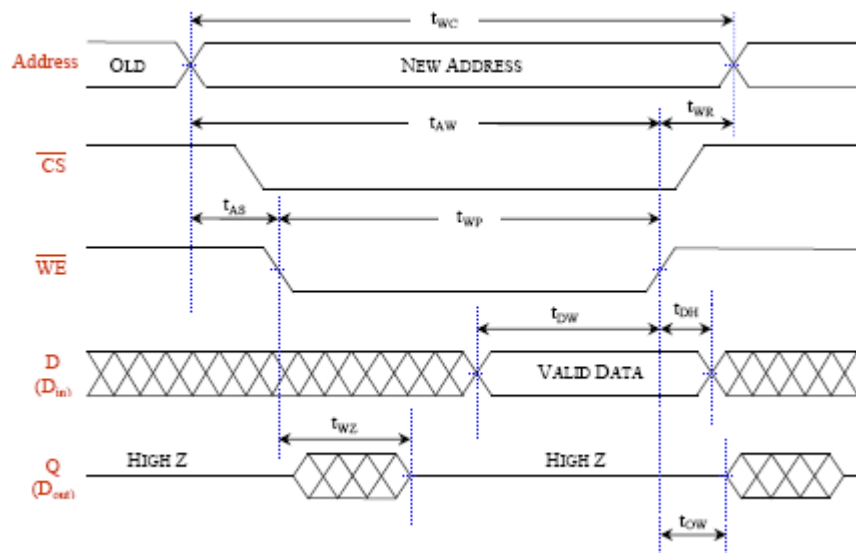 tWC
Address OLD NEW ADDRESS
tAW tWR
CS
tAS tWP
WE
tDW tDH
D
(Din) VALID DATA
tWZ
HIGH Z HIGH Z
Q
(Dout)
tOW